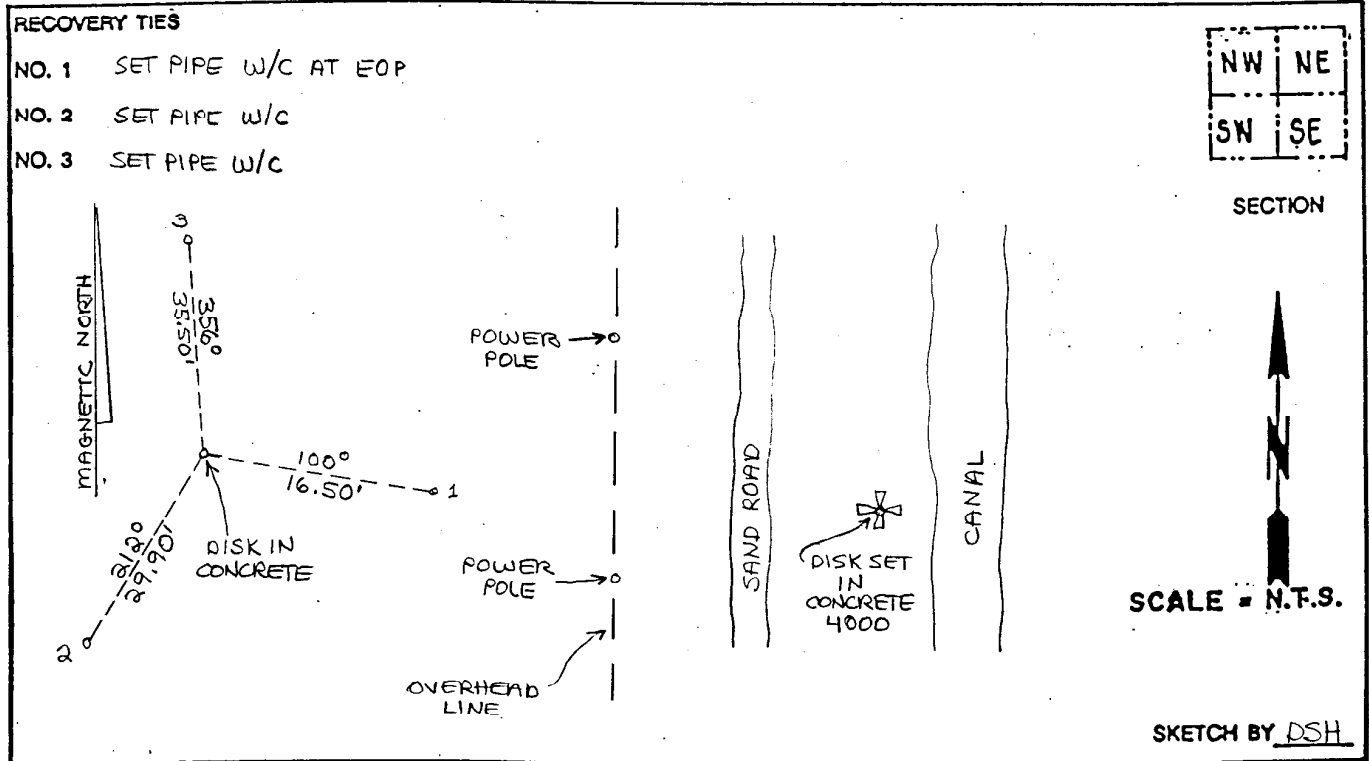 RECOVERY TIES
NO. 1 SET PIPE W/C AT EOP
NO. 2 SET PIPE W/C
NO. 3 SET PIPE W/C
NW NE
SW SE
SECTION
MAGNETIC NORTH
3
356°
35.50'
100°
16.50'
1
212°
29.90'
2
DISK IN
CONCRETE
POWER
POLE
POWER
POLE
OVERHEAD
LINE
SAND ROAD
DISK SET
IN
CONCRETE
4000
CANAL
N
SCALE = N.T.S.
SKETCH BY DSH